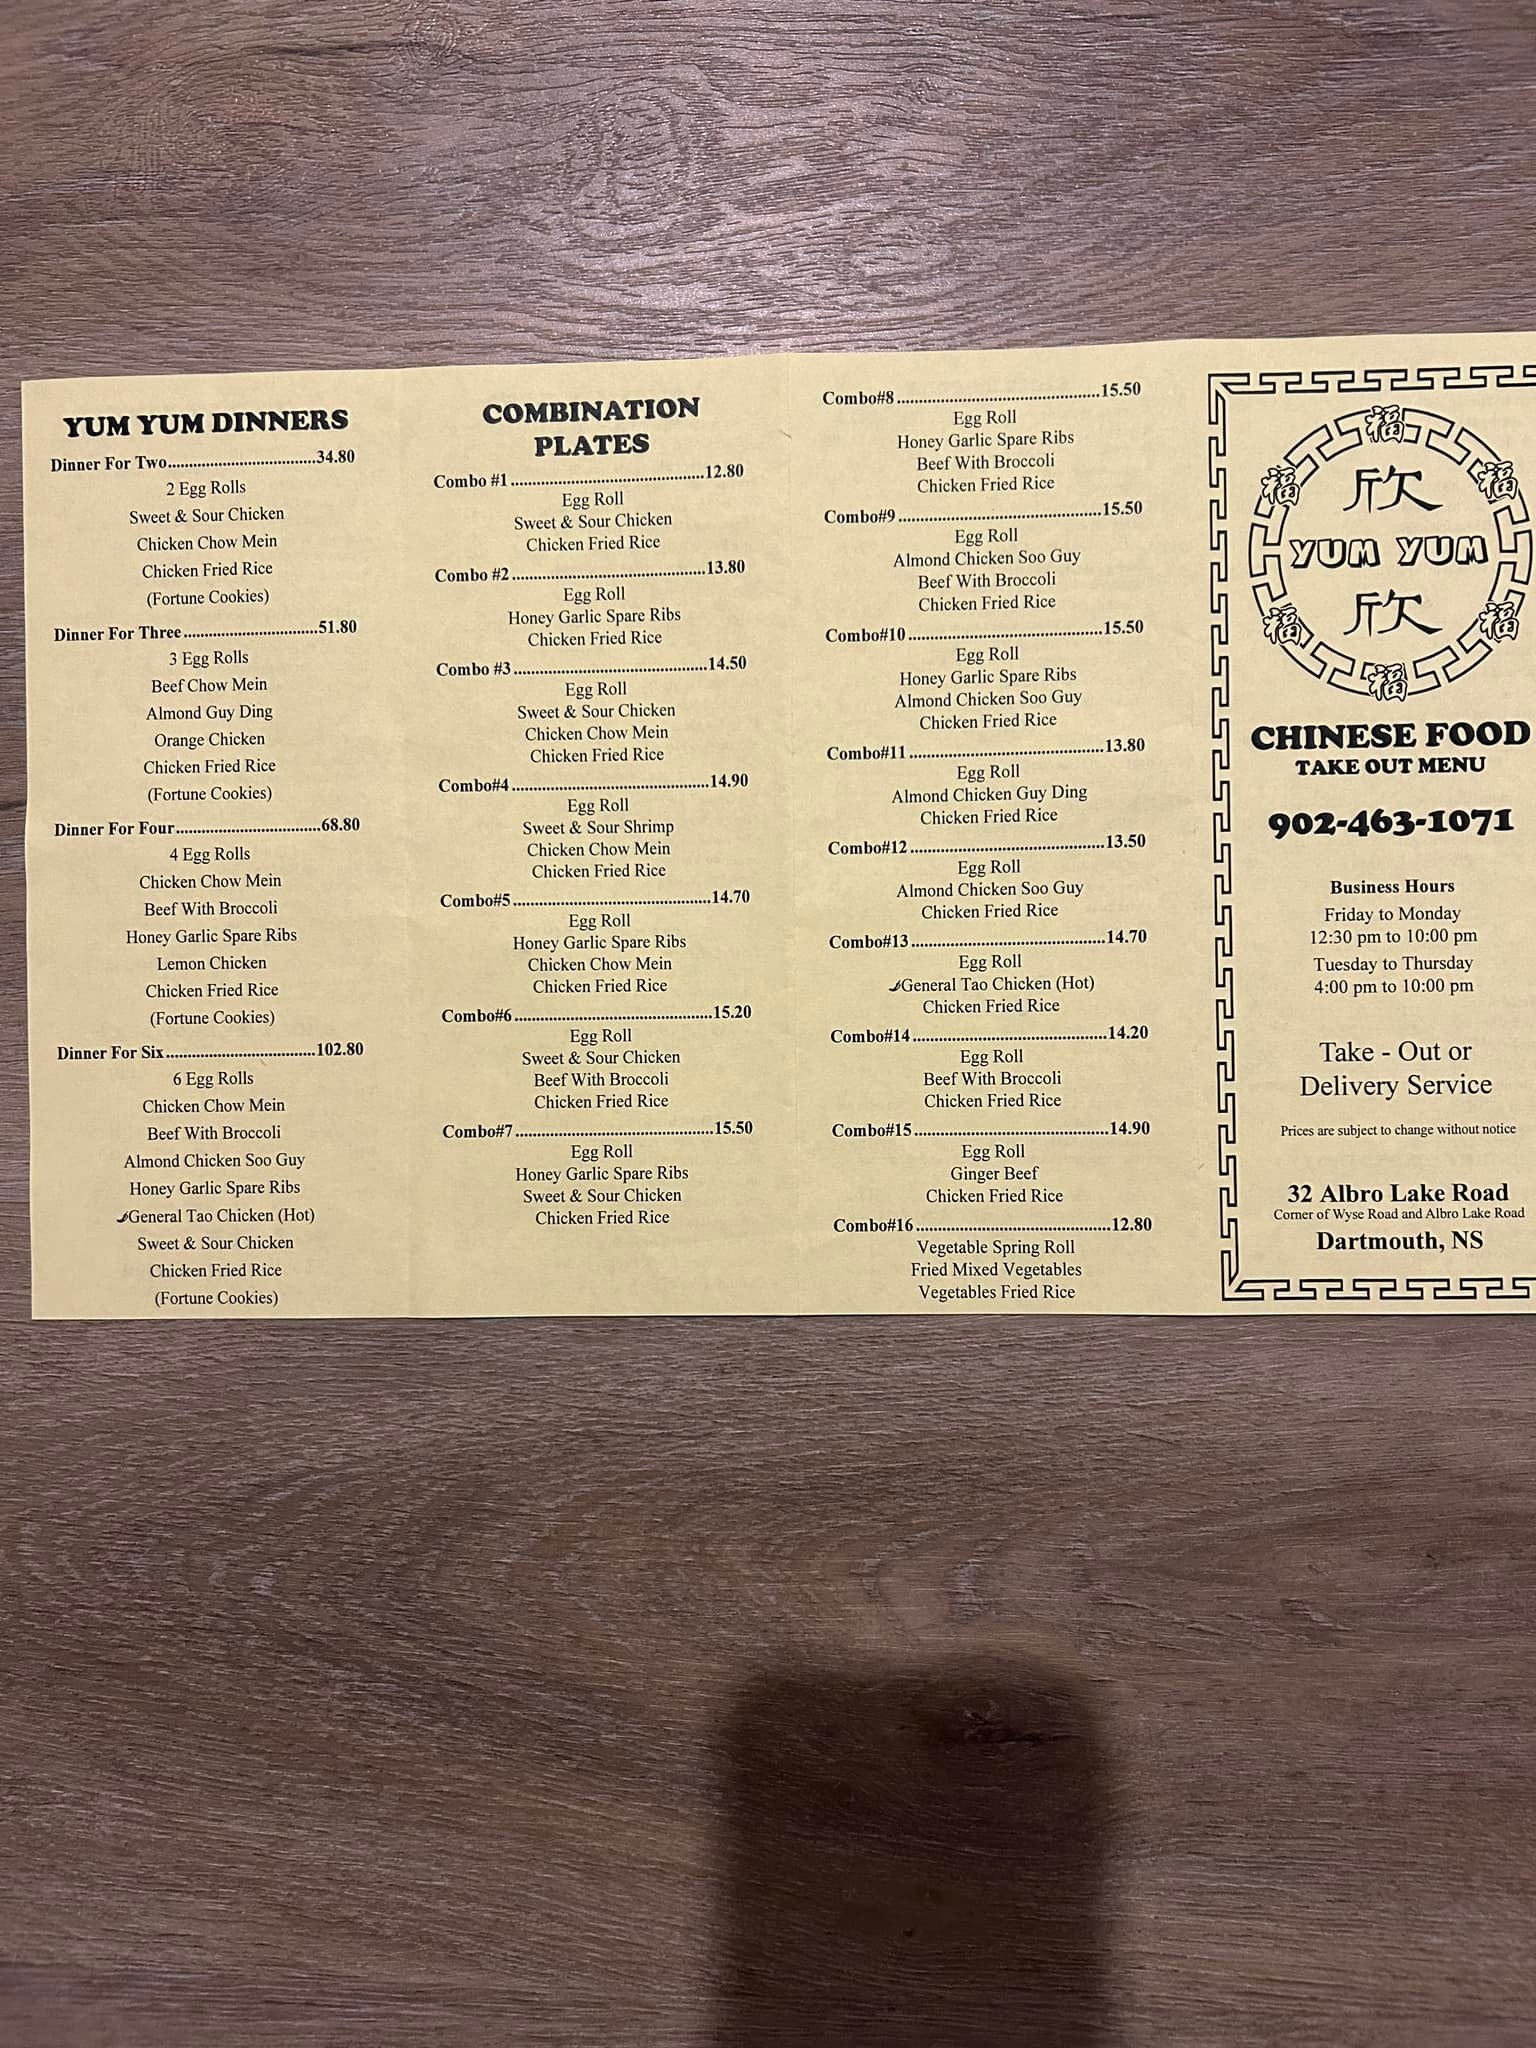 YUM YUM DINNERS
Dinner For Two...................................34.80
2 Egg Rolls
Sweet & Sour Chicken
Chicken Chow Mein
Chicken Fried Rice
(Fortune Cookies)
Dinner For Three................................51.80
3 Egg Rolls
Beef Chow Mein
Almond Guy Ding
Orange Chicken
Chicken Fried Rice
(Fortune Cookies)
Dinner For Four..................................68.80
4 Egg Rolls
Chicken Chow Mein
Beef With Broccoli
Honey Garlic Spare Ribs
Lemon Chicken
Chicken Fried Rice
(Fortune Cookies)
Dinner For Six....................................102.80
6 Egg Rolls
Chicken Chow Mein
Beef With Broccoli
Almond Chicken Soo Guy
Honey Garlic Spare Ribs
General Tao Chicken (Hot)
Sweet & Sour Chicken
Chicken Fried Rice
(Fortune Cookies)
COMBINATION
PLATES
Combo #1..............................................12.80
Egg Roll
Sweet & Sour Chicken
Chicken Fried Rice
Combo #2..............................................13.80
Egg Roll
Honey Garlic Spare Ribs
Chicken Fried Rice
Combo #3..............................................14.50
Egg Roll
Sweet & Sour Chicken
Chicken Chow Mein
Chicken Fried Rice
Combo#4...............................................14.90
Egg Roll
Sweet & Sour Shrimp
Chicken Chow Mein
Chicken Fried Rice
Combo#5...............................................14.70
Egg Roll
Honey Garlic Spare Ribs
Chicken Chow Mein
Chicken Fried Rice
Combo#6...............................................15.20
Egg Roll
Sweet & Sour Chicken
Beef With Broccoli
Chicken Fried Rice
Combo#7...............................................15.50
Egg Roll
Honey Garlic Spare Ribs
Sweet & Sour Chicken
Chicken Fried Rice
Combo#8................................................15.50
Egg Roll
Honey Garlic Spare Ribs
Beef With Broccoli
Chicken Fried Rice
Combo#9................................................15.50
Egg Roll
Almond Chicken Soo Guy
Beef With Broccoli
Chicken Fried Rice
Combo#10..............................................15.50
Egg Roll
Honey Garlic Spare Ribs
Almond Chicken Soo Guy
Chicken Fried Rice
Combo#11..............................................13.80
Egg Roll
Almond Chicken Guy Ding
Chicken Fried Rice
Combo#12..............................................13.50
Egg Roll
Almond Chicken Soo Guy
Chicken Fried Rice
Combo#13..............................................14.70
Egg Roll
General Tao Chicken (Hot)
Chicken Fried Rice
Combo#14..............................................14.20
Egg Roll
Beef With Broccoli
Chicken Fried Rice
Combo#15..............................................14.90
Egg Roll
Ginger Beef
Chicken Fried Rice
Combo#16..............................................12.80
Vegetable Spring Roll
Fried Mixed Vegetables
Vegetables Fried Rice
福
福 福
欣
YUM YUM
欣
福 福
福
CHINESE FOOD
TAKE OUT MENU
902-463-1071
Business Hours
Friday to Monday
12:30 pm to 10:00 pm
Tuesday to Thursday
4:00 pm to 10:00 pm
Take - Out or
Delivery Service
Prices are subject to change without notice
32 Albro Lake Road
Corner of Wyse Road and Albro Lake Road
Dartmouth, NS